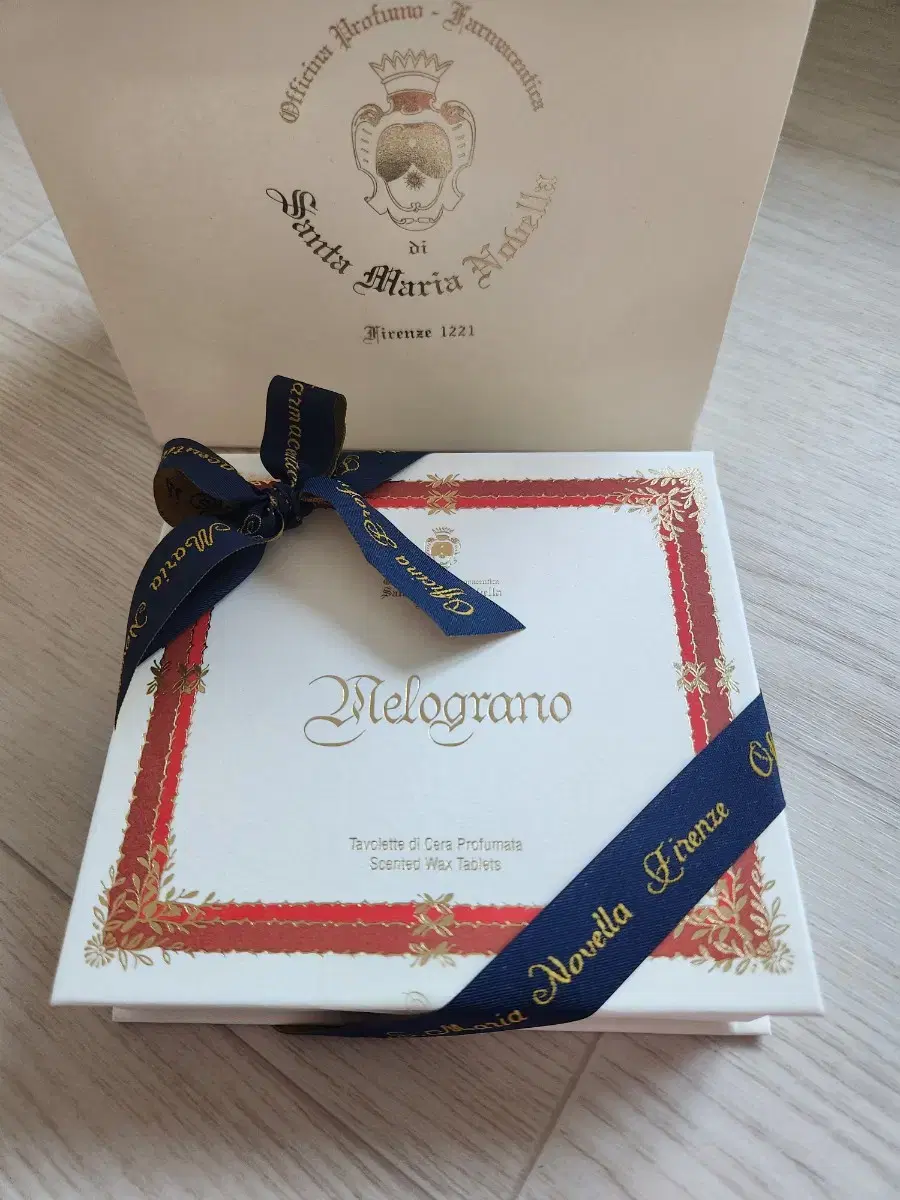 Officina Profumo - Farmaceutica
di
Santa Maria Novella
Firenze 1221
Officina
Maria
Melograno
Tavolette di Cera Profumata
Scented Wax Tablets
Maria Novella Firenze